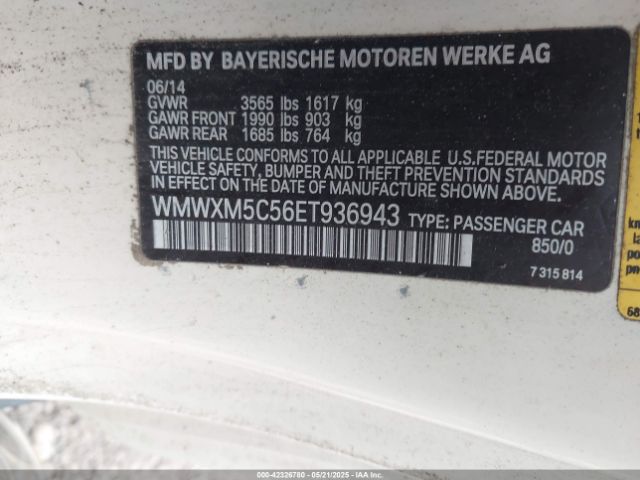 MFD BY BAYERISCHE MOTOREN WERKE AG
06/14
GVWR 3565 lbs 1617 kg
GAWR FRONT 1990 lbs 903 kg
GAWR REAR 1685 lbs 764 kg
THIS VEHICLE CONFORMS TO ALL APPLICABLE U.S.FEDERAL MOTOR
VEHICLE SAFETY, BUMPER AND THEFT PREVENTION STANDARDS
IN EFFECT ON THE DATE OF MANUFACTURE SHOWN ABOVE.
WMWXM5C56ET936943 TYPE: PASSENGER CAR
850/0
7 315 814
000-42326760 - 05/21/2025 - Copyright © IAA, Inc.